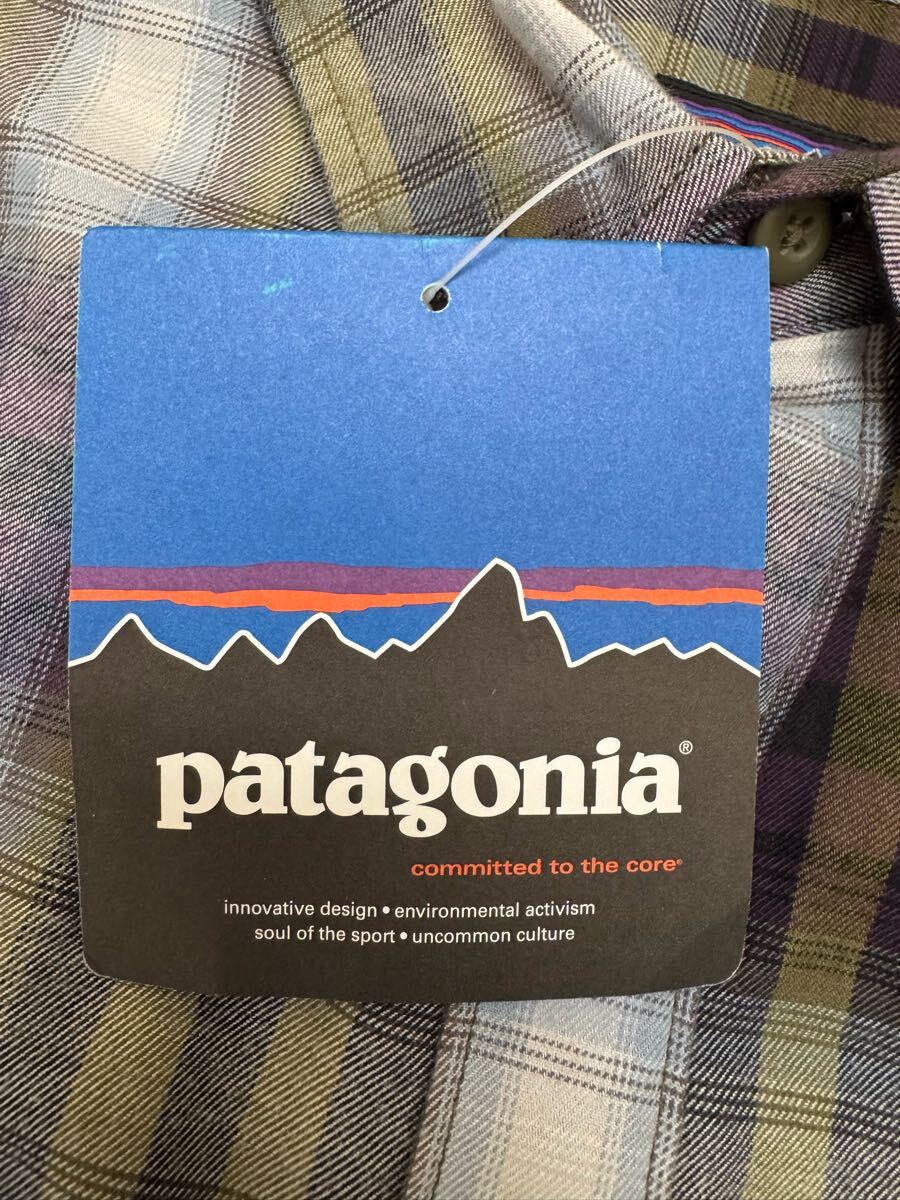 patagonia®
committed to the core®
innovative design • environmental activism
soul of the sport • uncommon culture